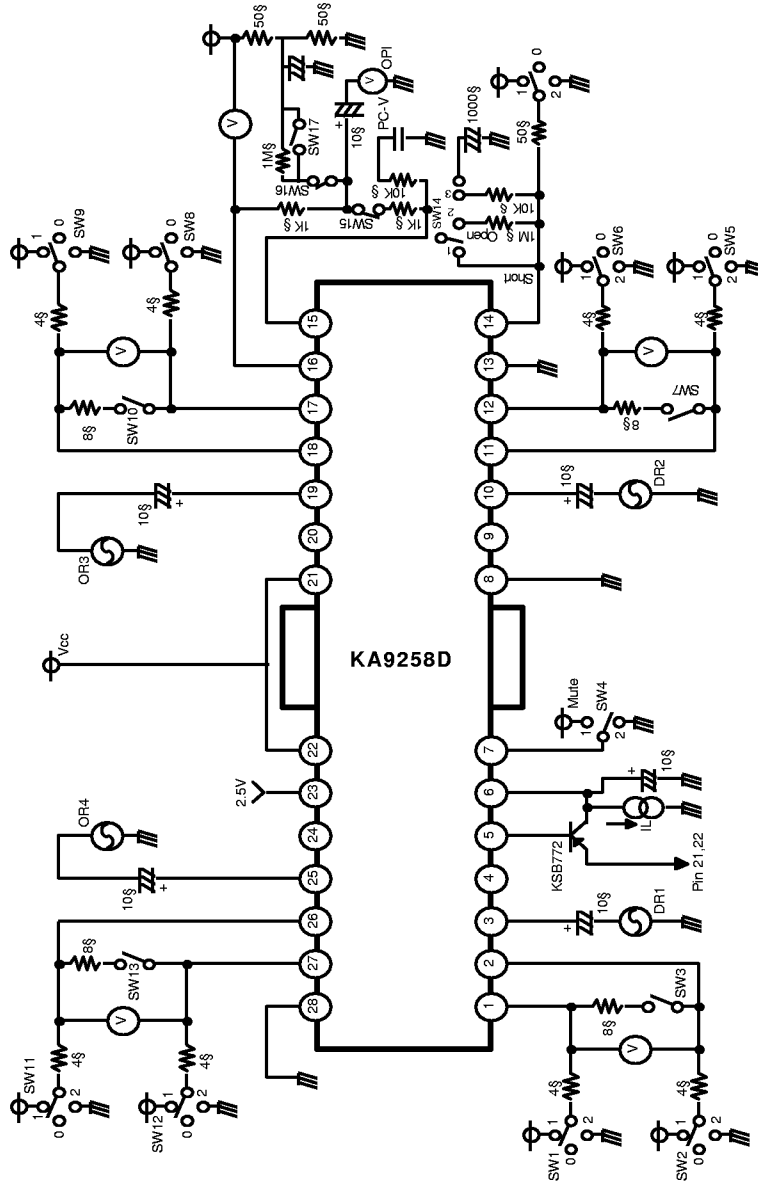 50§
50§
V
OPI
V
+
10§
SW17
1M§
SW16
PC-V
10K §
1K §
SW15
1K §
SW14
1000§
50§
1
0
2
3
2
1
Open
Short
10K §
1M §
SW9
1
0
2
4§
SW8
1
0
2
4§
V
8§
SW10
SW6
1
0
2
4§
SW5
1
0
2
4§
V
8§
SW7
15
16
17
18
19
20
21
22
23
24
25
26
27
28
14
13
12
11
10
9
8
7
6
5
4
3
2
1
KA9258D
OR3
10§
+
DR2
10§
+
Vcc
2.5V
Mute
SW4
1
2
+
10§
IL
KSB772
Pin 21,22
OR4
10§
+
DR1
10§
+
8§
SW13
V
4§
SW11
1
2
0
4§
SW12
1
2
0
8§
SW3
V
4§
SW1
1
2
0
4§
SW2
1
2
0